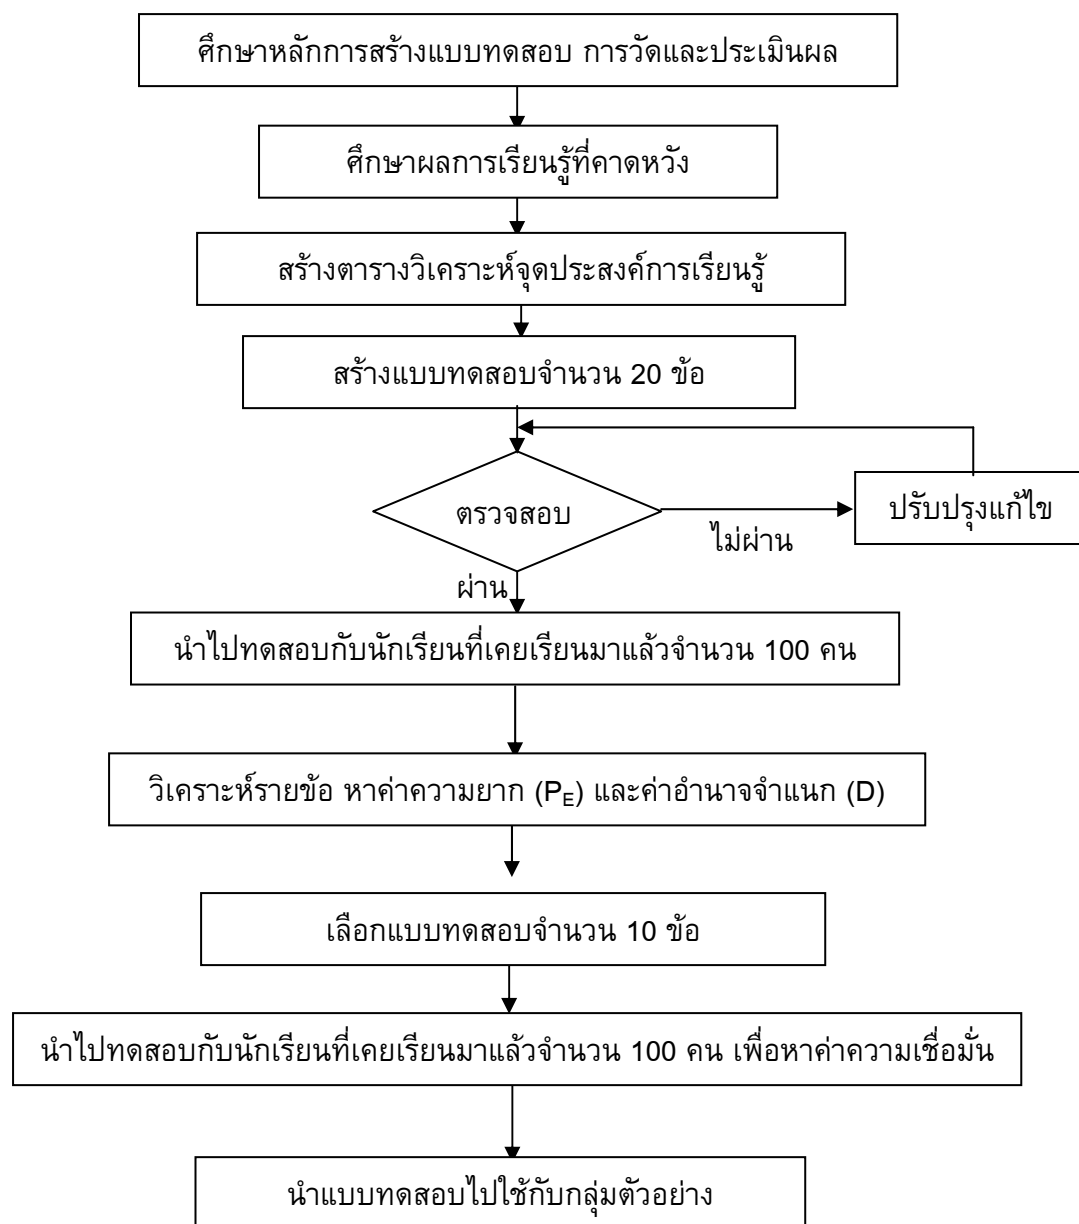 ศึกษาหลักการสร้างแบบทดสอบ การวัดและประเมินผล
ศึกษาผลการเรียนรู้ที่คาดหวัง
สร้างตารางวิเคราะห์จุดประสงค์การเรียนรู้
สร้างแบบทดสอบจำนวน 20 ข้อ
ตรวจสอบ
ปรับปรุงแก้ไข
ไม่ผ่าน
ผ่าน
นำไปทดสอบกับนักเรียนที่เคยเรียนมาแล้วจำนวน 100 คน
วิเคราะห์รายข้อ หาค่าความยาก (P_E) และค่าอำนาจจำแนก (D)
เลือกแบบทดสอบจำนวน 10 ข้อ
นำไปทดสอบกับนักเรียนที่เคยเรียนมาแล้วจำนวน 100 คน เพื่อหาค่าความเชื่อมั่น
นำแบบทดสอบไปใช้กับกลุ่มตัวอย่าง